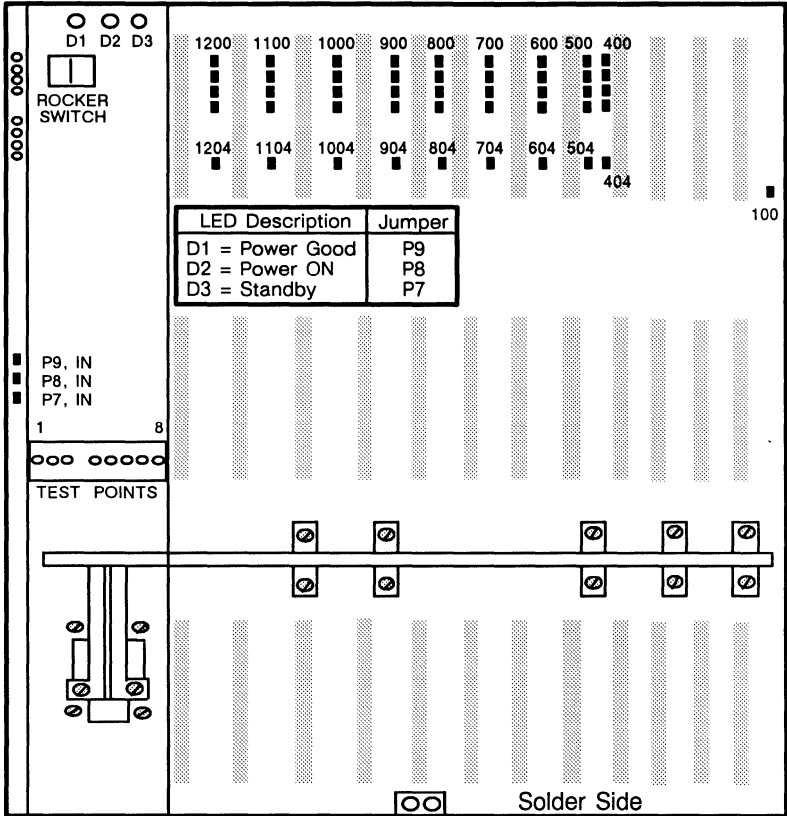 D1 D2 D3
ROCKER
SWITCH
1200 1100 1000 900 800 700 600 500 400
1204 1104 1004 904 804 704 604 504
404
100
LED Description Jumper
D1 = Power Good P9
D2 = Power ON P8
D3 = Standby P7
P9, IN
P8, IN
P7, IN
1 8
TEST POINTS
Solder Side